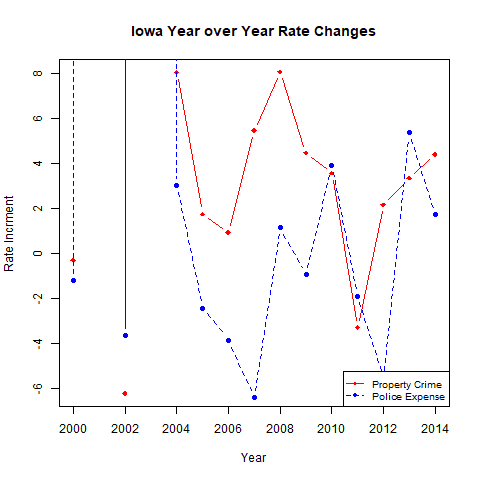 Iowa Year over Year Rate Changes
Rate Incrment
8
6
4
2
0
-2
-4
-6
2000 2002 2004 2006 2008 2010 2012 2014
Year
Property Crime
Police Expense